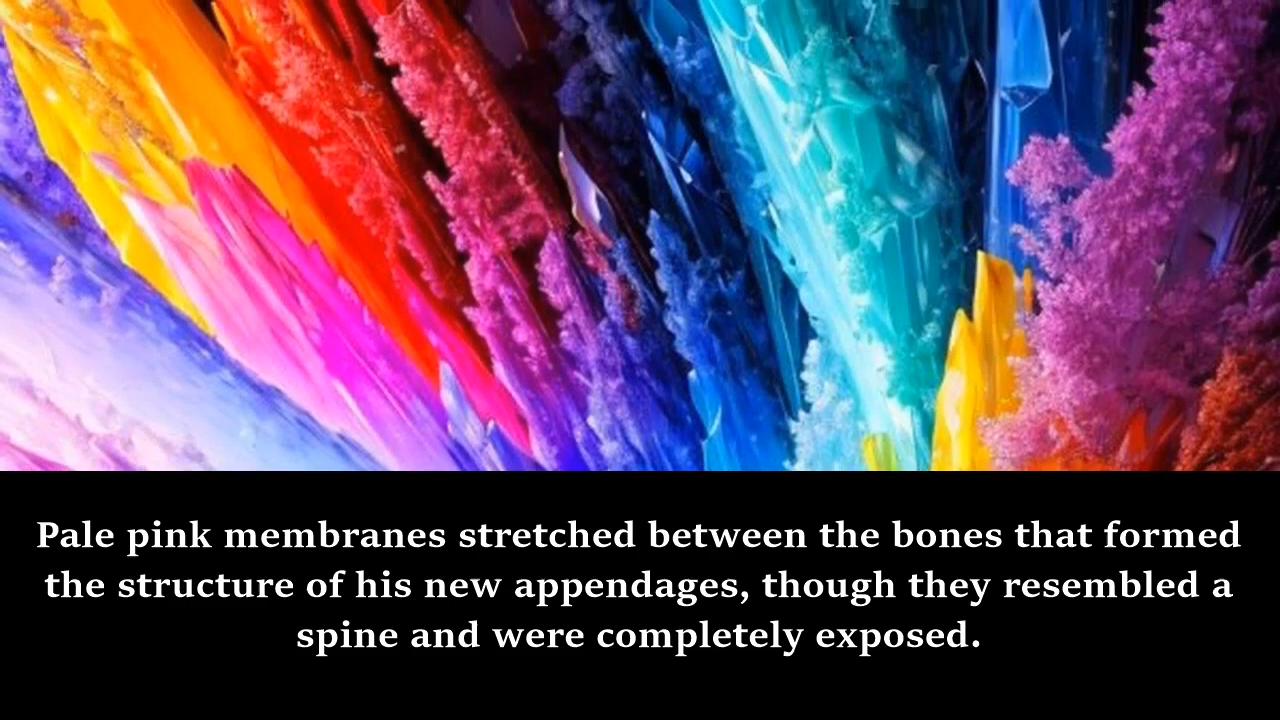 Pale pink membranes stretched between the bones that formed
the structure of his new appendages, though they resembled a
spine and were completely exposed.